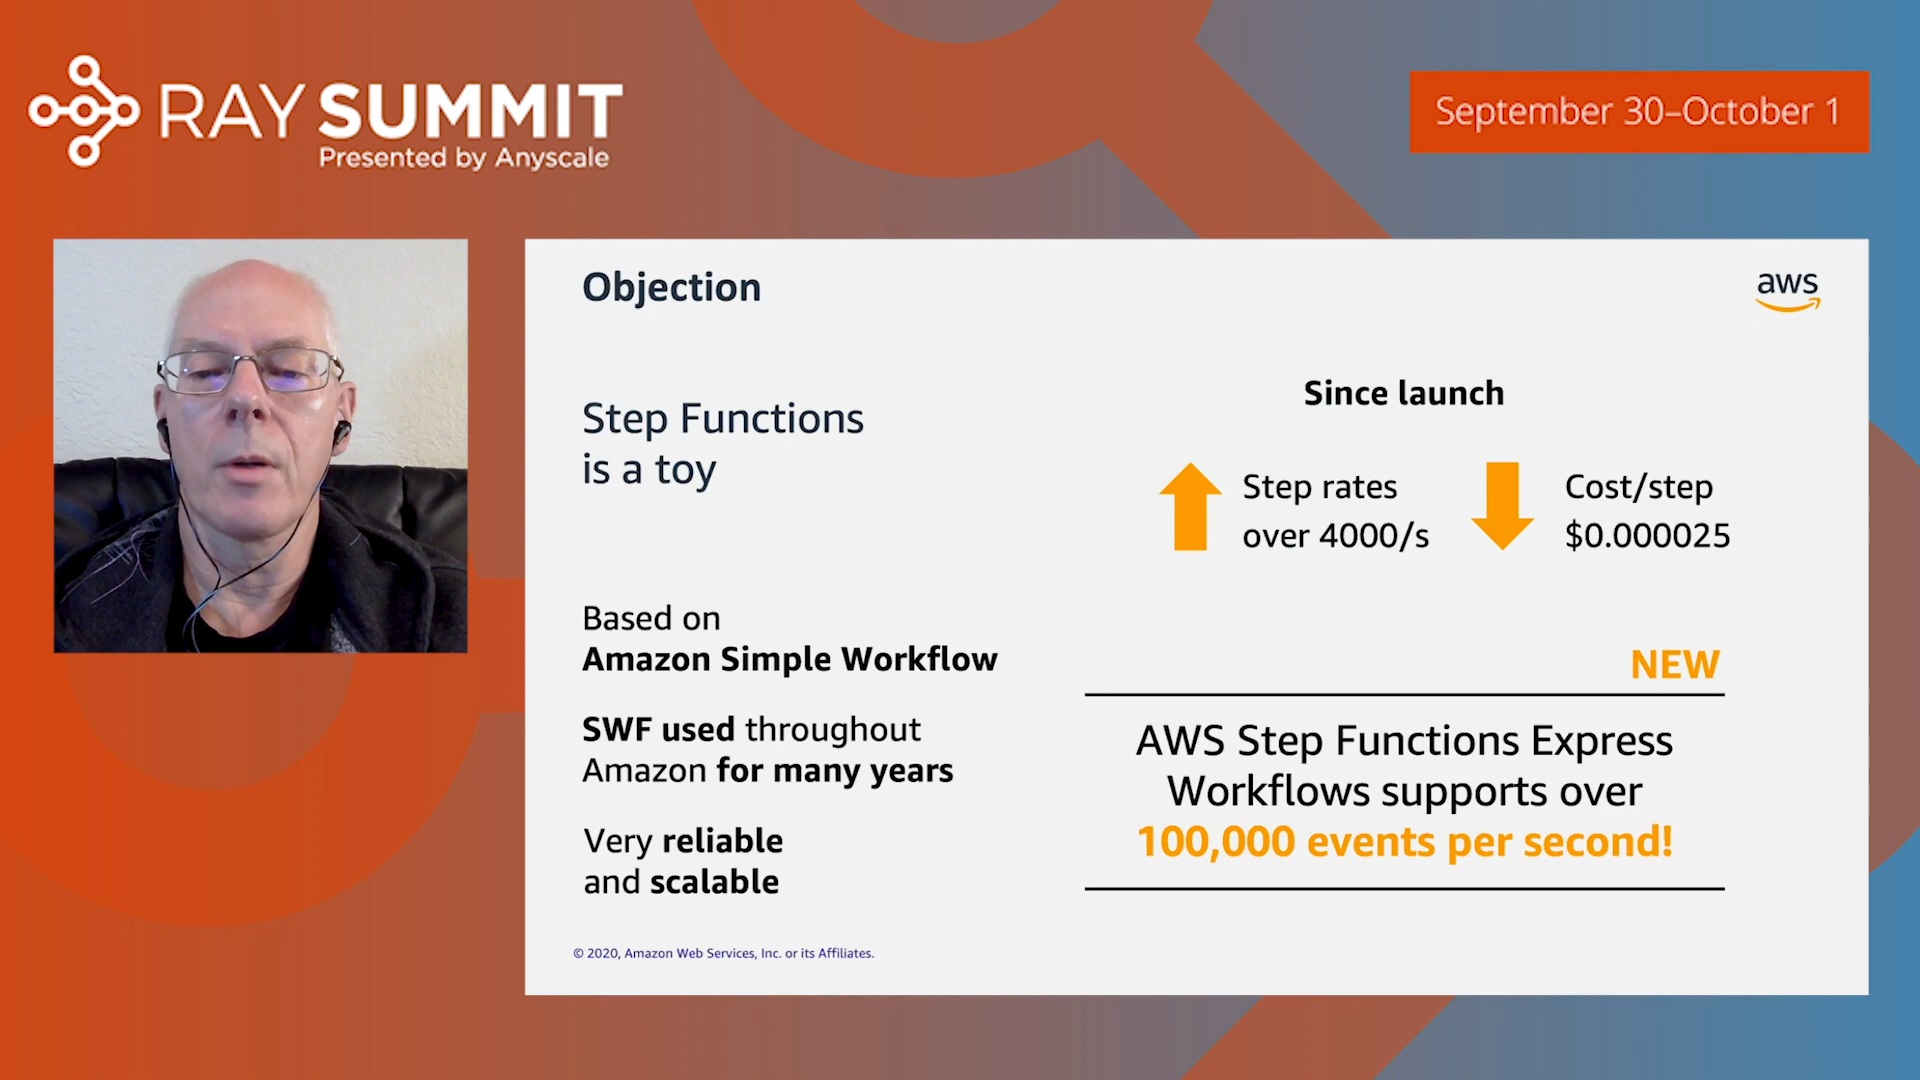 RAY SUMMIT
Presented by Anyscale
September 30–October 1
Objection
aws
Step Functions
is a toy
Since launch
Step rates
over 4000/s
Cost/step
$0.000025
Based on
Amazon Simple Workflow
SWF used throughout
Amazon for many years
Very reliable
and scalable
NEW
AWS Step Functions Express
Workflows supports over
100,000 events per second!
© 2020, Amazon Web Services, Inc. or its Affiliates.